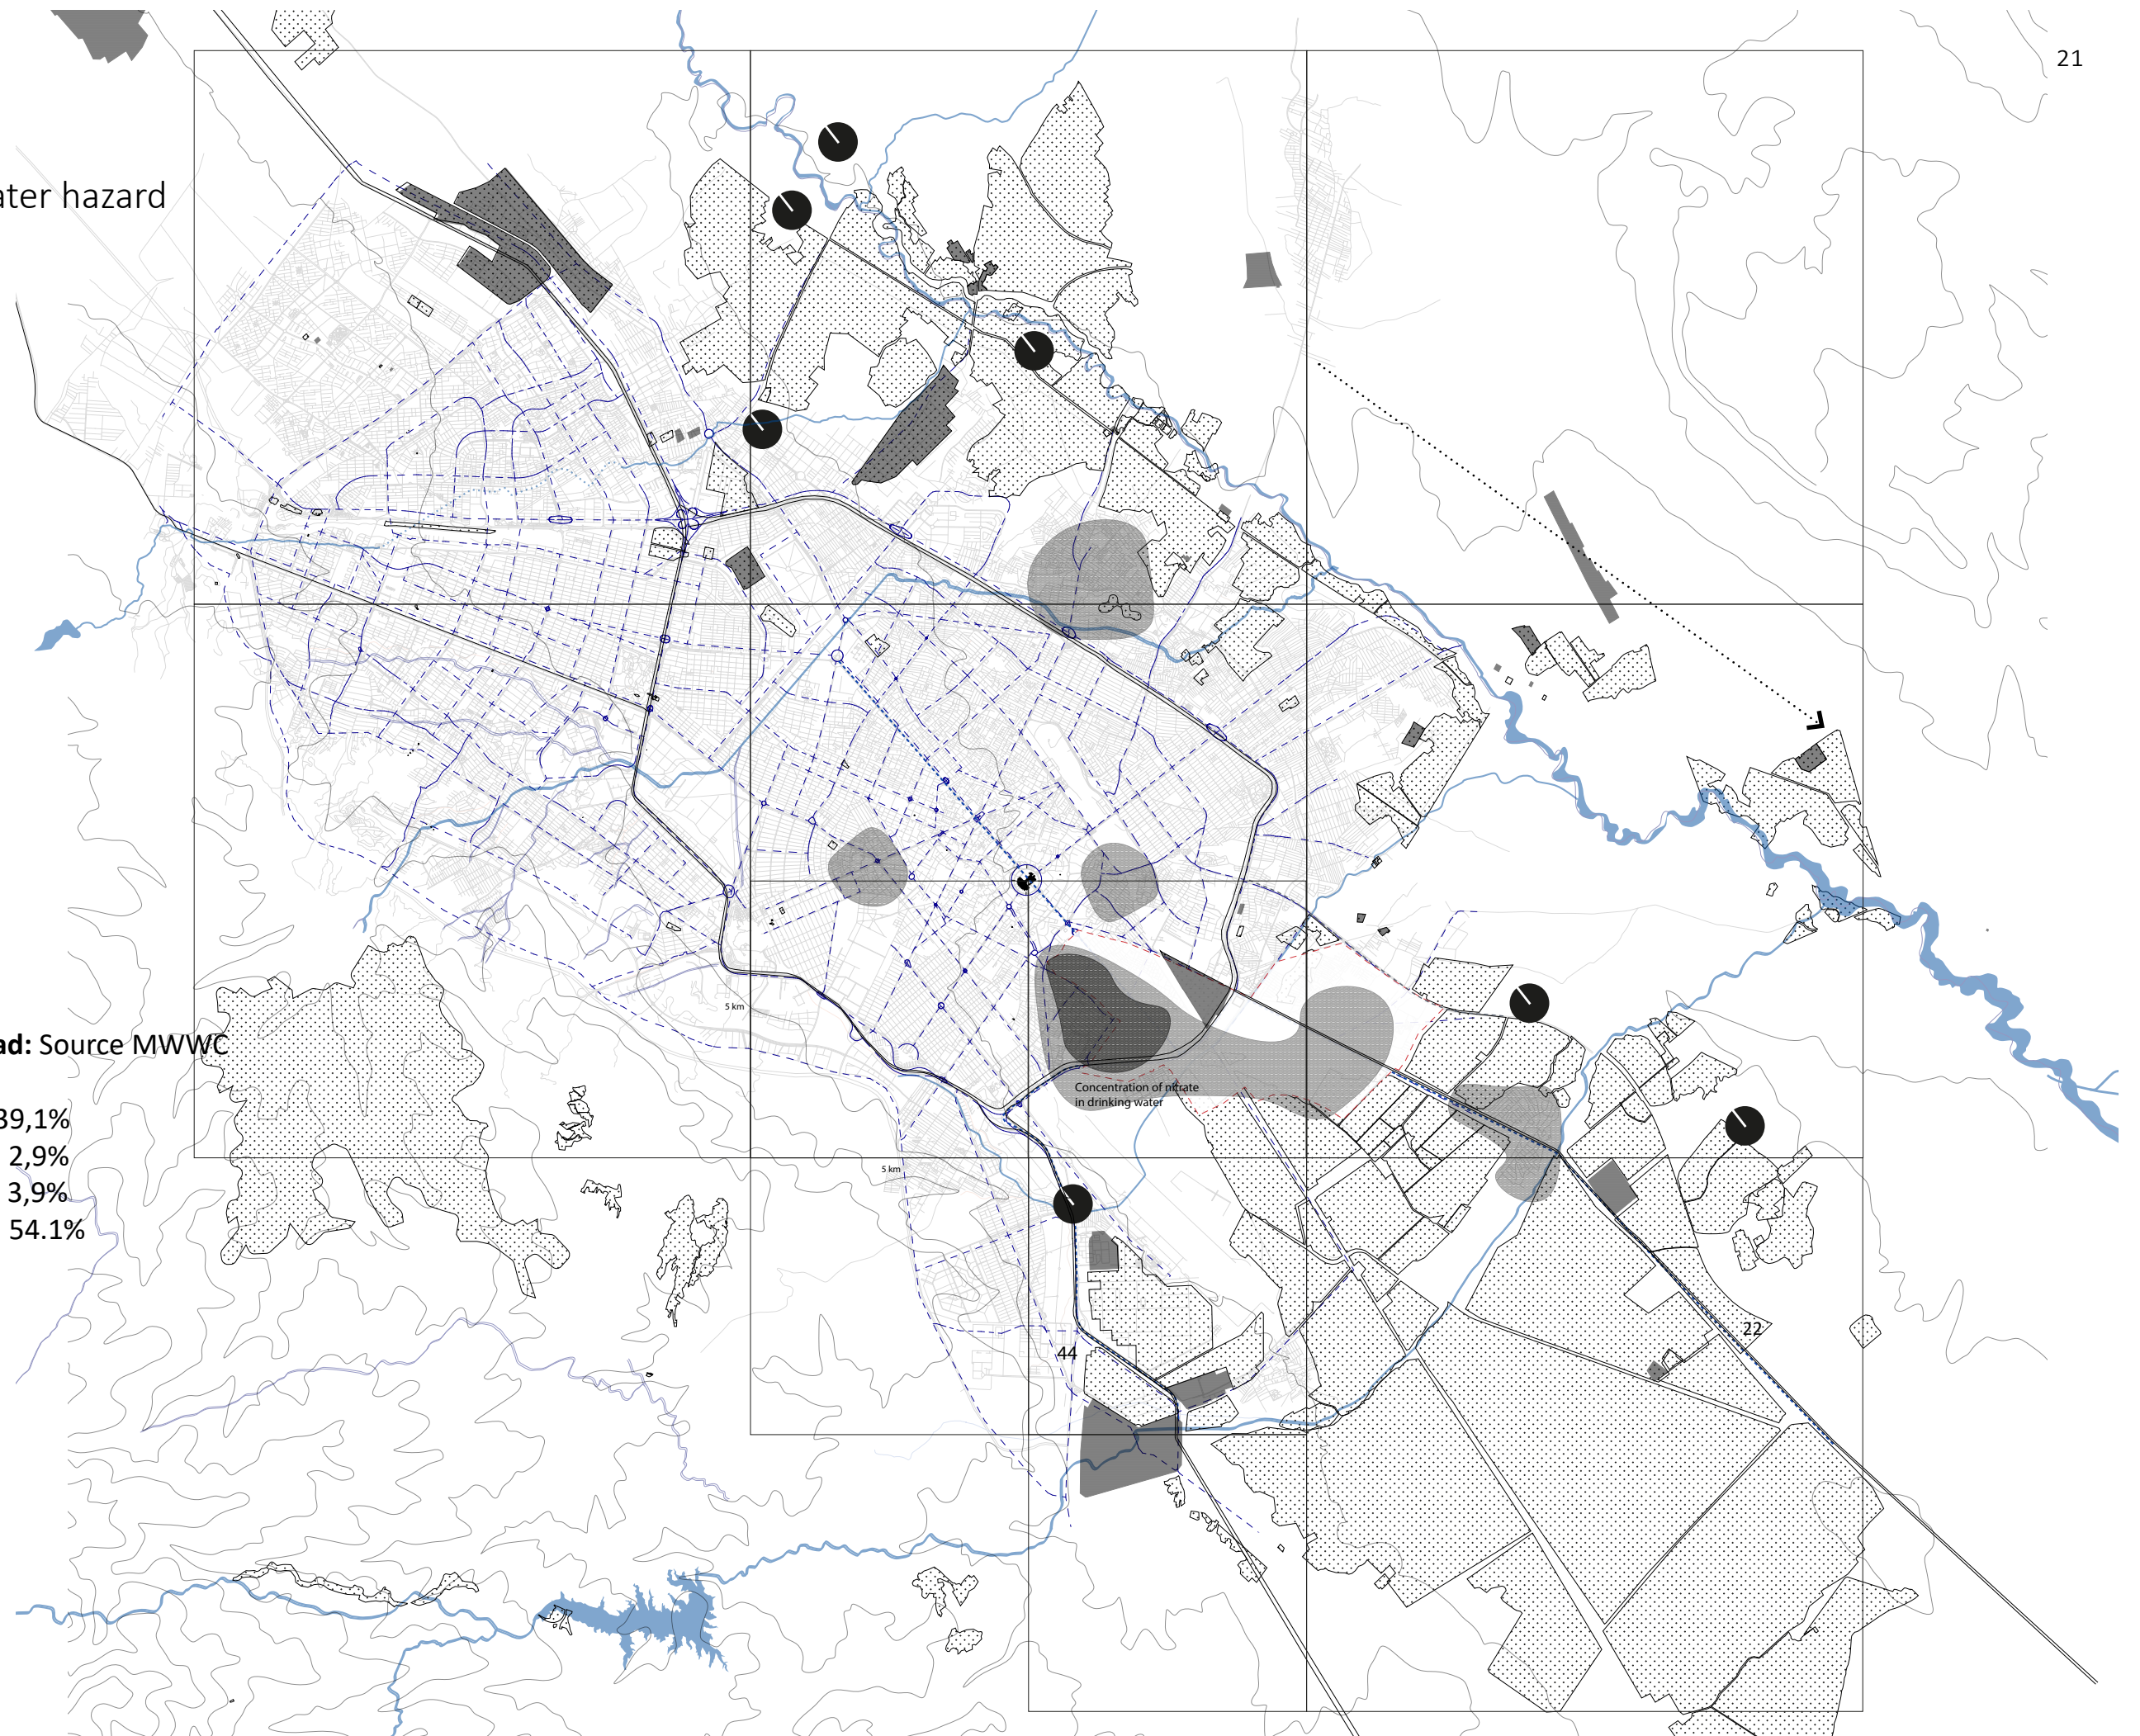 21
ater hazard
5 km
ad: Source MWWC
Concentration of nitrate
in drinking water
39,1%
2,9%
5 km
3,9%
54.1%
22
44